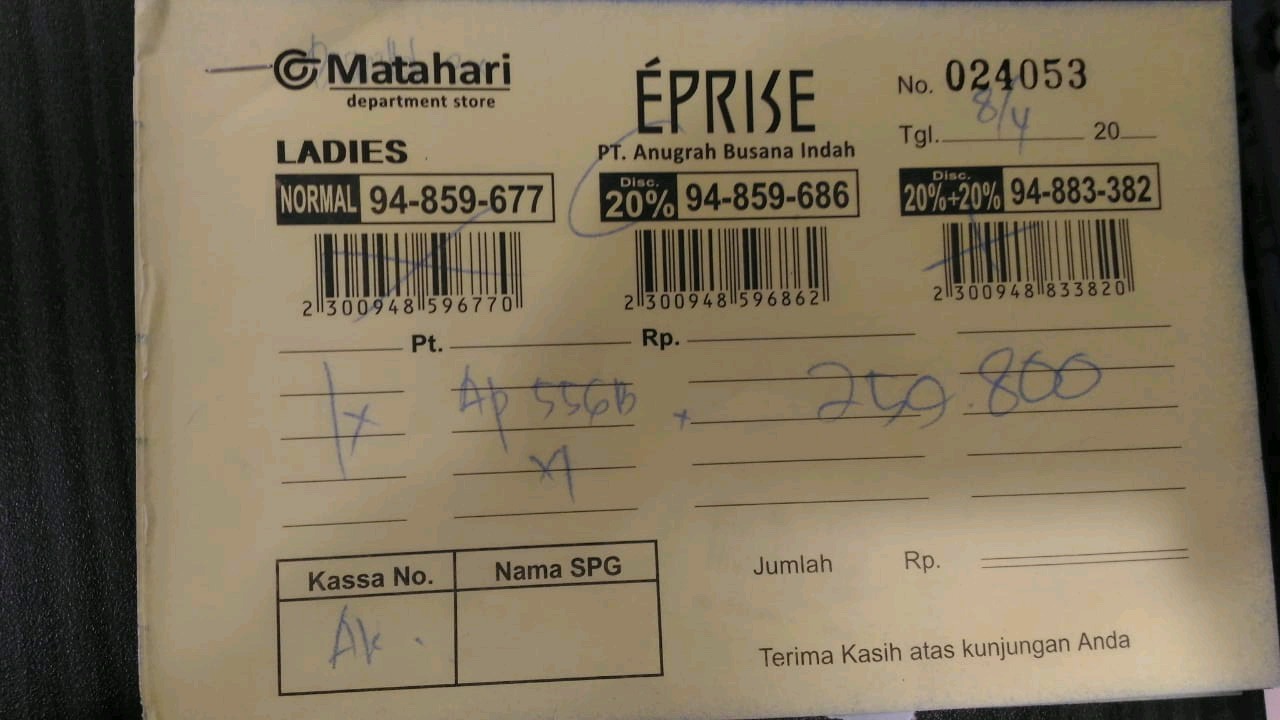 Matahari
department store
ÉPRISE
PT. Anugrah Busana Indah
No. 024053
Tgl. 8/4 20
LADIES
NORMAL 94-859-677
Disc. 20% 94-859-686
Disc. 20%+20% 94-883-382
2 300948 596770
2 300948 596862
2 300948 833820
Pt. Rp.
1x Ap 556B x 259.800
Kassa No. Nama SPG
Ak.
Jumlah Rp.
Terima Kasih atas kunjungan Anda